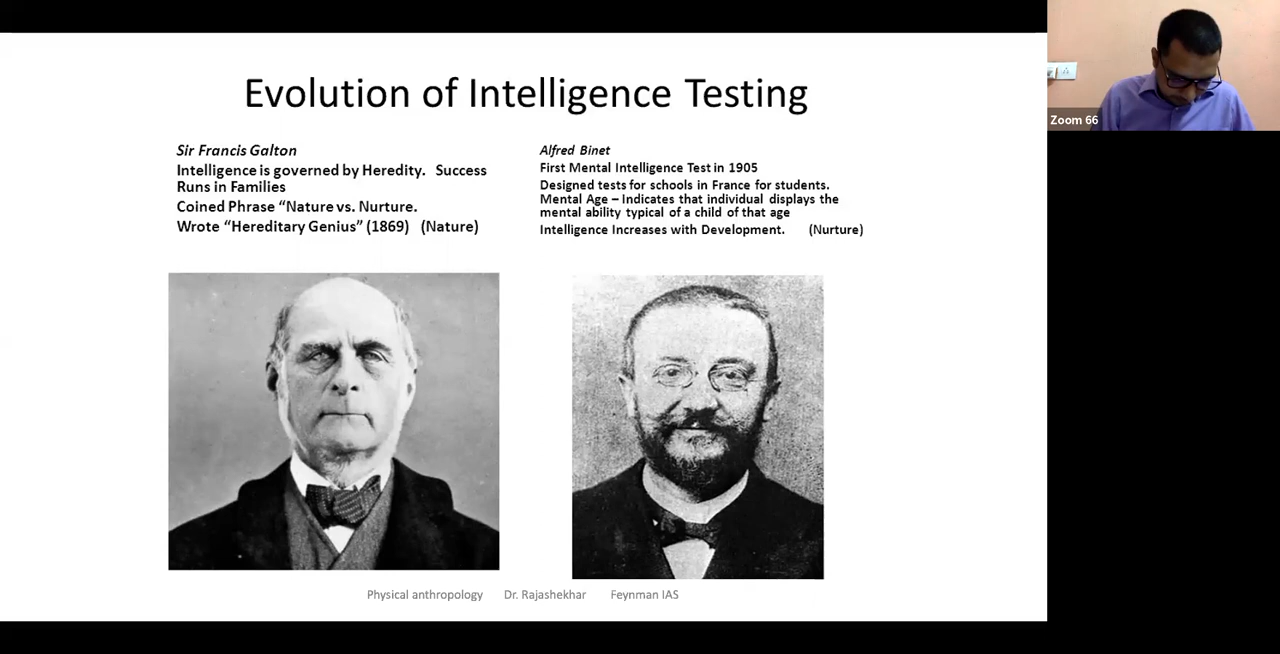 Evolution of Intelligence Testing
Sir Francis Galton
Intelligence is governed by Heredity. Success
Runs in Families
Coined Phrase “Nature vs. Nurture.
Wrote “Hereditary Genius” (1869) (Nature)
Alfred Binet
First Mental Intelligence Test in 1905
Designed tests for schools in France for students.
Mental Age – Indicates that individual displays the
mental ability typical of a child of that age
Intelligence Increases with Development. (Nurture)
Physical anthropology Dr. Rajashekhar Feynman IAS
Zoom 66